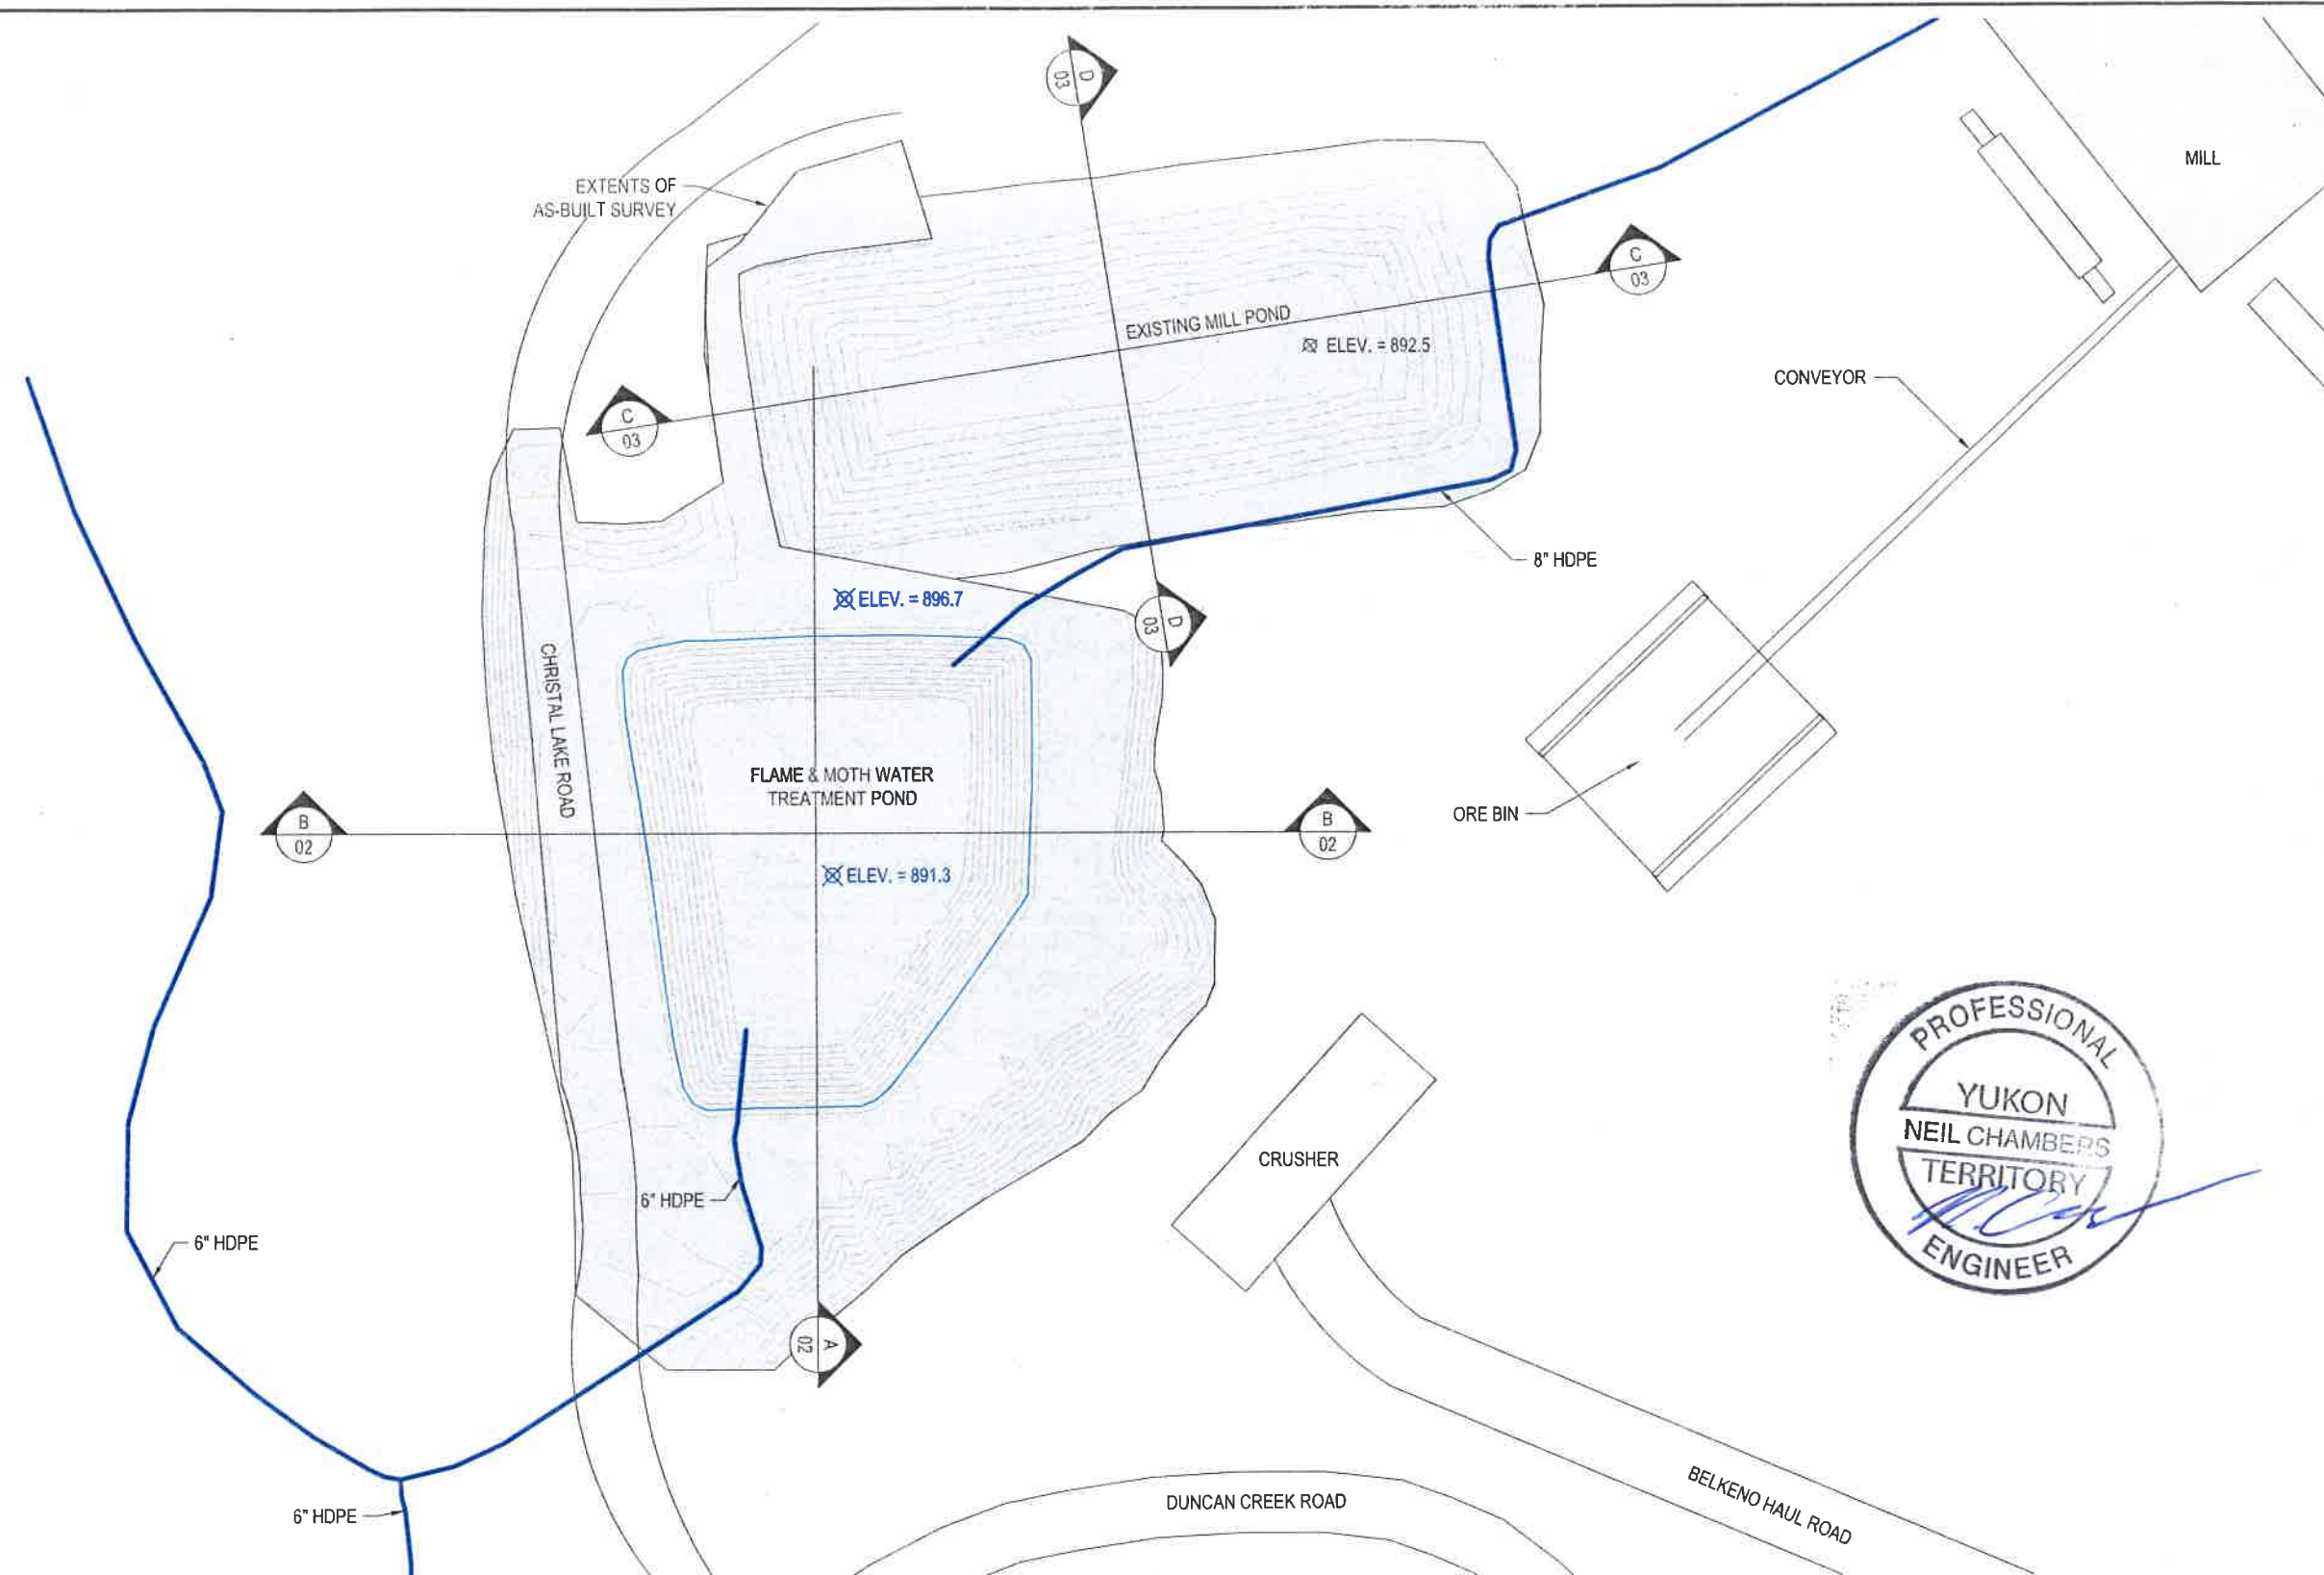 D
03
MILL
EXTENTS OF
AS-BUILT SURVEY
C
03
EXISTING MILL POND
ELEV. = 892.5
CONVEYOR
C
03
8" HDPE
ELEV. = 896.7
D
03
CHRISTAL LAKE ROAD
FLAME & MOTH WATER
TREATMENT POND
B
02
B
02
ORE BIN
ELEV. = 891.3
PROFESSIONAL
YUKON
NEIL CHAMBERS
TERRITORY
ENGINEER
CRUSHER
6" HDPE
6" HDPE
A
02
BELKENO HAUL ROAD
DUNCAN CREEK ROAD
6" HDPE